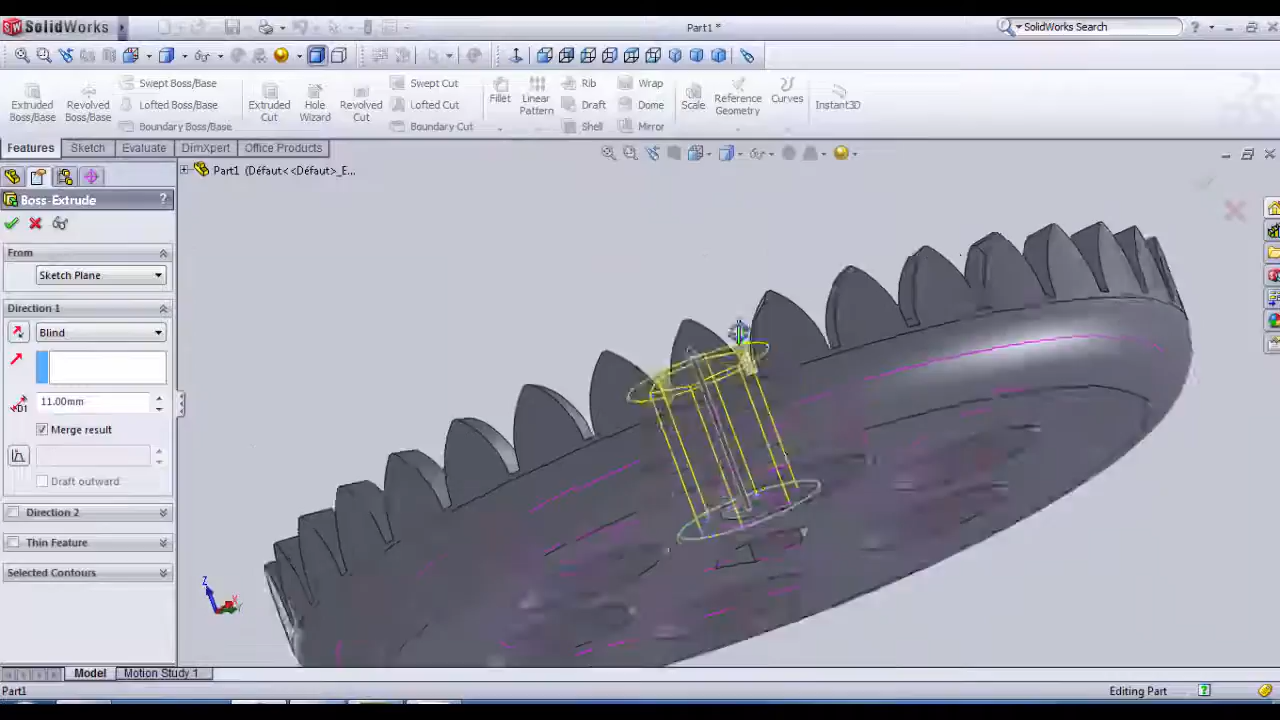 SolidWorks
Part1 *
SolidWorks Search
?
Extruded Boss/Base
Revolved Boss/Base
Swept Boss/Base
Lofted Boss/Base
Boundary Boss/Base
Extruded Cut
Hole Wizard
Revolved Cut
Swept Cut
Lofted Cut
Boundary Cut
Fillet
Linear Pattern
Rib
Draft
Shell
Wrap
Dome
Mirror
Scale
Reference Geometry
Curves
Instant3D
Features
Sketch
Evaluate
DimXpert
Office Products
Part1 (Défaut<<Défaut>_E...
Boss-Extrude
?
From
Sketch Plane
Direction 1
Blind
D1
11.00mm
Merge result
Draft outward
Direction 2
Thin Feature
Selected Contours
Z
X
Y
Model
Motion Study 1
Part1
Editing Part
?